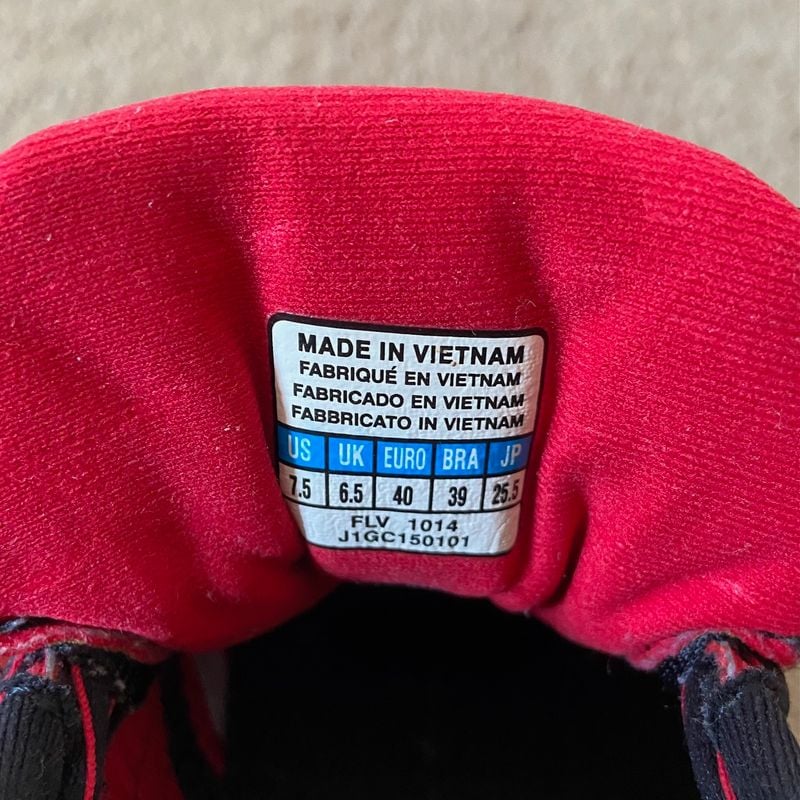 MADE IN VIETNAM
FABRIQUÉ EN VIETNAM
FABRICADO EN VIETNAM
FABBRICATO IN VIETNAM
US UK EURO BRA JP
7.5 6.5 40 39 25.5
FLV 1014
J1GC150101